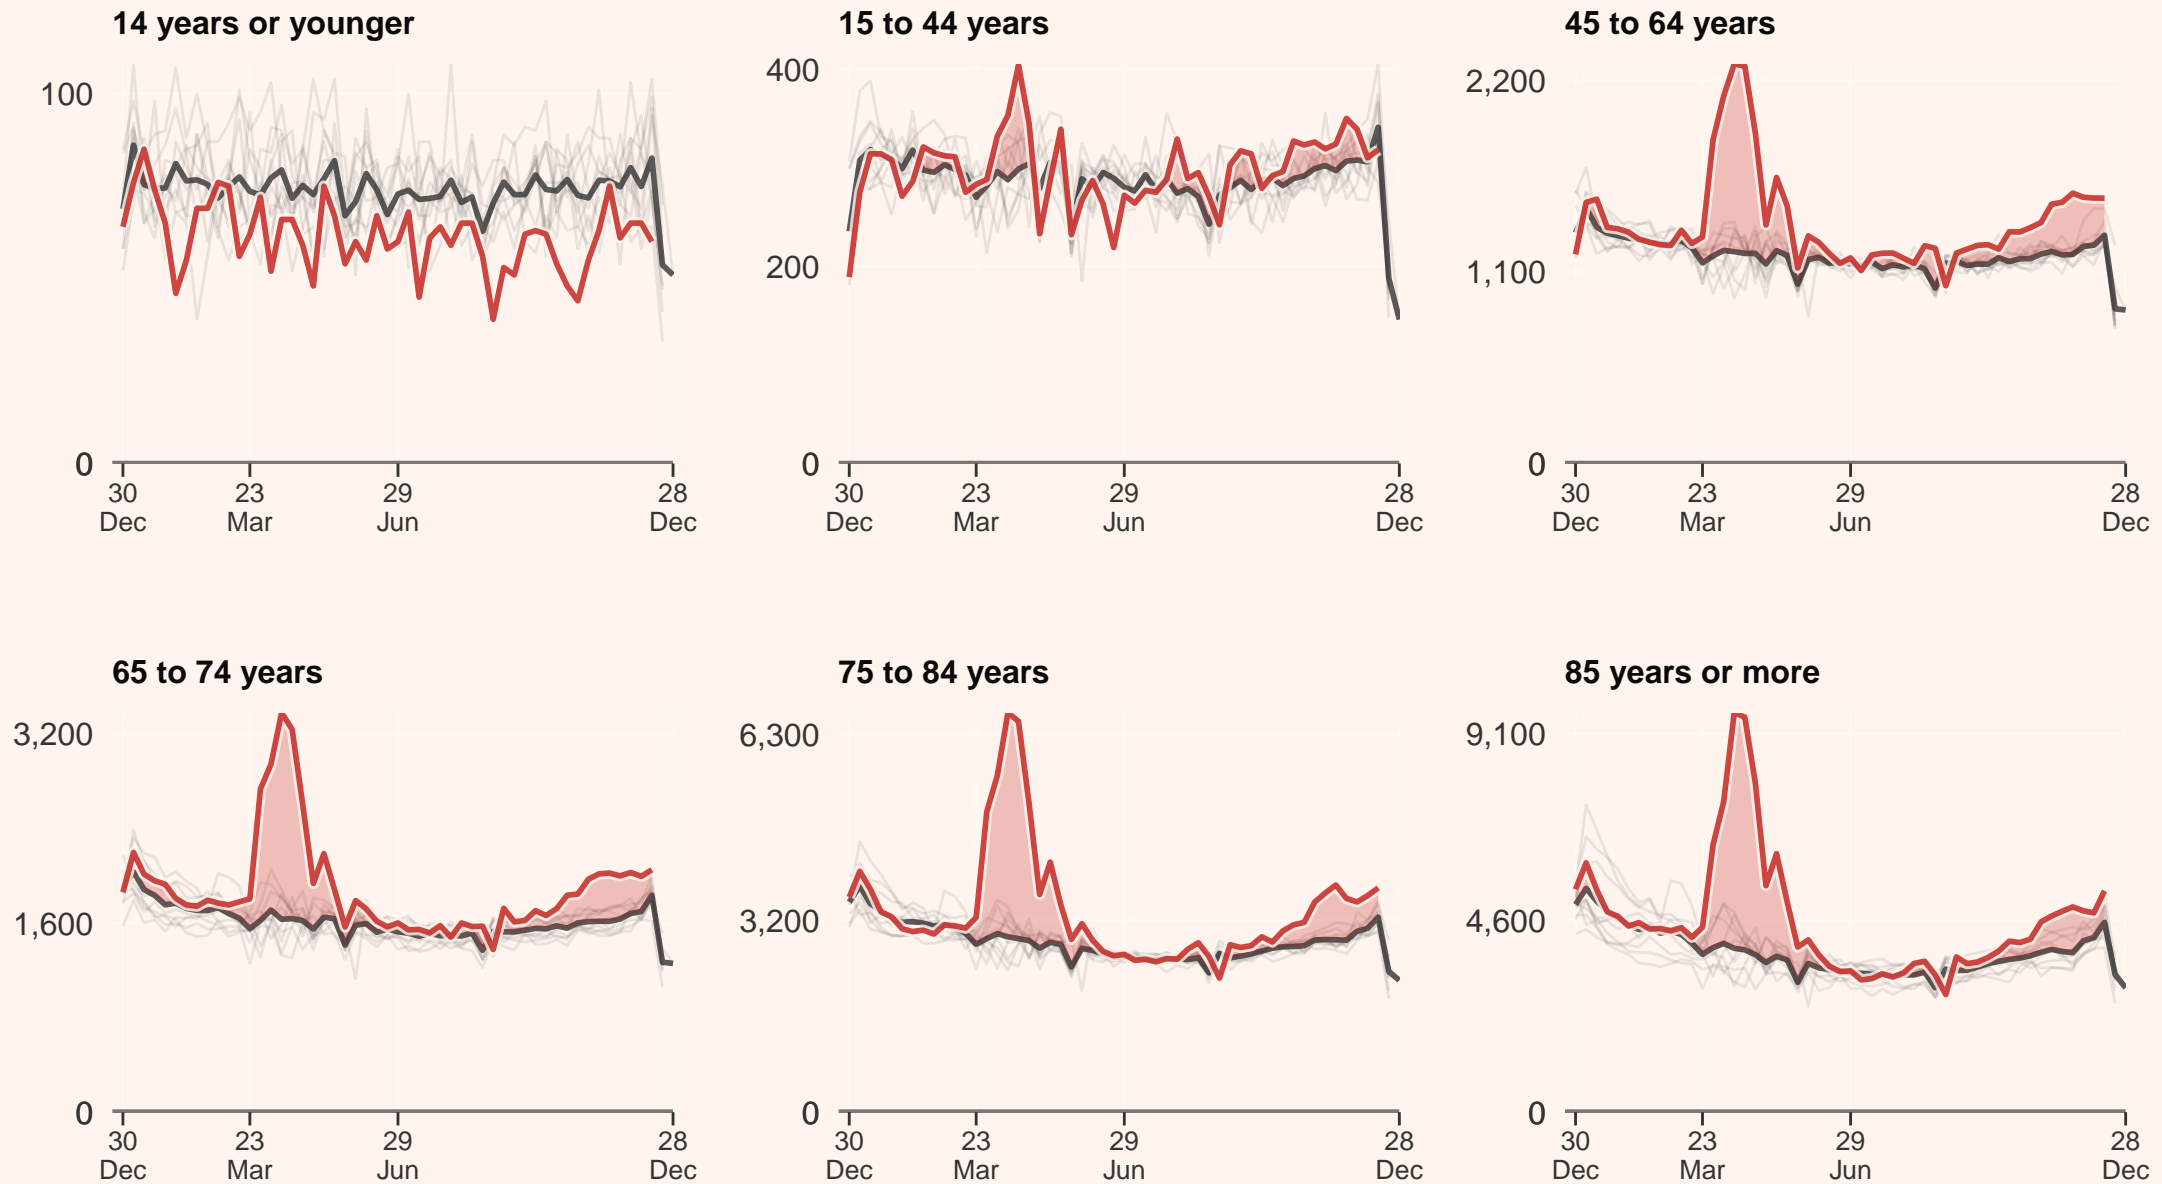 14 years or younger
100
0
30
Dec
23
Mar
29
Jun
28
Dec
15 to 44 years
400
200
0
30
Dec
23
Mar
29
Jun
28
Dec
45 to 64 years
2,200
1,100
0
30
Dec
23
Mar
29
Jun
28
Dec
65 to 74 years
3,200
1,600
0
30
Dec
23
Mar
29
Jun
28
Dec
75 to 84 years
6,300
3,200
0
30
Dec
23
Mar
29
Jun
28
Dec
85 years or more
9,100
4,600
0
30
Dec
23
Mar
29
Jun
28
Dec